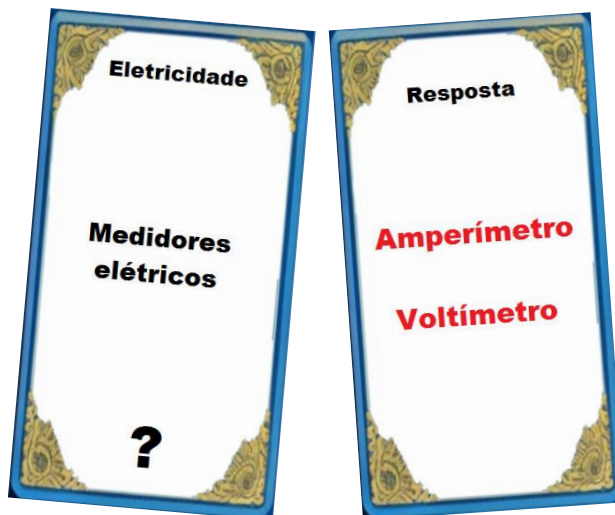 Eletricidade
Medidores
elétricos
?
Resposta
Amperímetro
Voltímetro